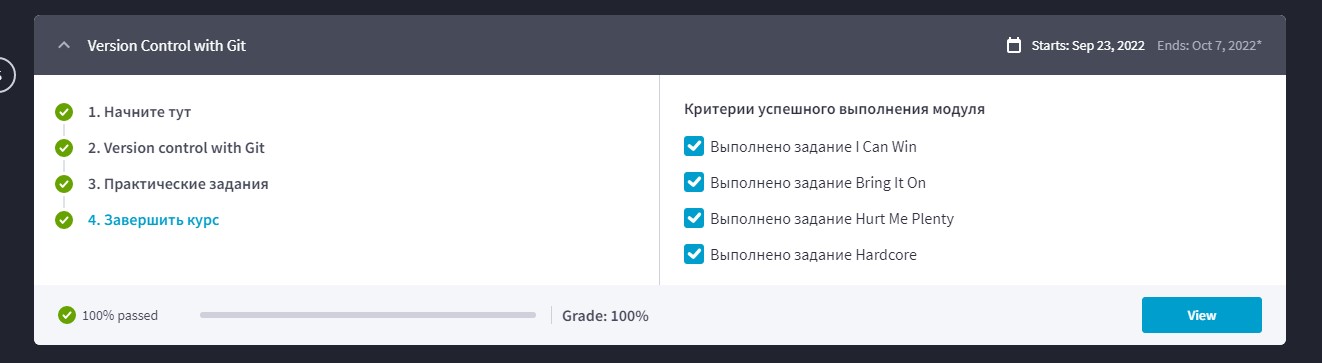 Version Control with Git
Starts: Sep 23, 2022 Ends: Oct 7, 2022*
1. Начните тут
2. Version control with Git
3. Практические задания
4. Завершить курс
Критерии успешного выполнения модуля
Выполнено задание I Can Win
Выполнено задание Bring It On
Выполнено задание Hurt Me Plenty
Выполнено задание Hardcore
100% passed
Grade: 100%
View